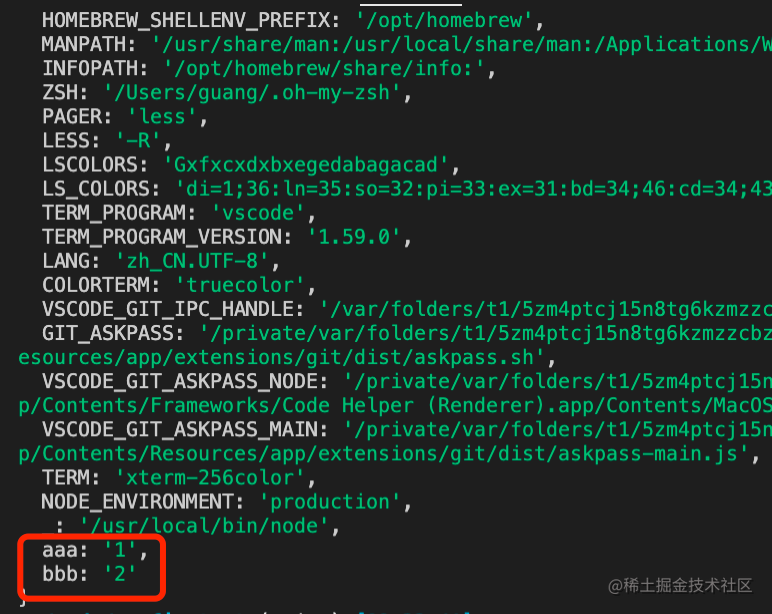 HOMEBREW_SHELLENV_PREFIX: '/opt/homebrew',
MANPATH: '/usr/share/man:/usr/local/share/man:/Applications/W
INFOPATH: '/opt/homebrew/share/info:',
ZSH: '/Users/guang/.oh-my-zsh',
PAGER: 'less',
LESS: '-R',
LSCOLORS: 'Gxfxcxdxbxegedabagacad',
LS_COLORS: 'di=1;36:ln=35:so=32:pi=33:ex=31:bd=34;46:cd=34;43
TERM_PROGRAM: 'vscode',
TERM_PROGRAM_VERSION: '1.59.0',
LANG: 'zh_CN.UTF-8',
COLORTERM: 'truecolor',
VSCODE_GIT_IPC_HANDLE: '/var/folders/t1/5zm4ptcj15n8tg6kzmzzc
GIT_ASKPASS: '/private/var/folders/t1/5zm4ptcj15n8tg6kzmzzcbz
esources/app/extensions/git/dist/askpass.sh',
VSCODE_GIT_ASKPASS_NODE: '/private/var/folders/t1/5zm4ptcj15n
p/Contents/Frameworks/Code Helper (Renderer).app/Contents/MacOS
VSCODE_GIT_ASKPASS_MAIN: '/private/var/folders/t1/5zm4ptcj15n
p/Contents/Resources/app/extensions/git/dist/askpass-main.js',
TERM: 'xterm-256color',
NODE_ENVIRONMENT: 'production',
_: '/usr/local/bin/node',
aaa: '1',
bbb: '2'
}
@稀土掘金技术社区